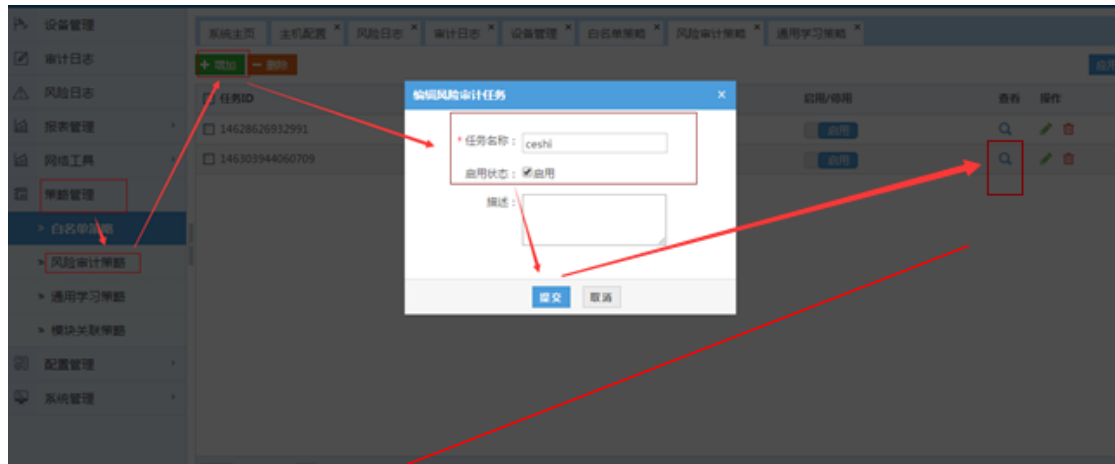 设备管理
审计日志
风险日志
报表管理
网络工具
策略管理
> 白名单策略
» 风险审计策略
» 通用学习策略
» 模块关联策略
配置管理
系统管理
系统主页 主机配置 × 风险日志 × 审计日志 × 设备管理 × 白名单策略 × 风险审计策略 × 通用学习策略 ×
+ 增加 − 删除
任务ID 启用/停用 查看 操作
14628626932991 启用
146303944060709 启用
编辑风险审计任务 ×
* 任务名称： ceshi
启用状态： 启用
描述：
提交 取消